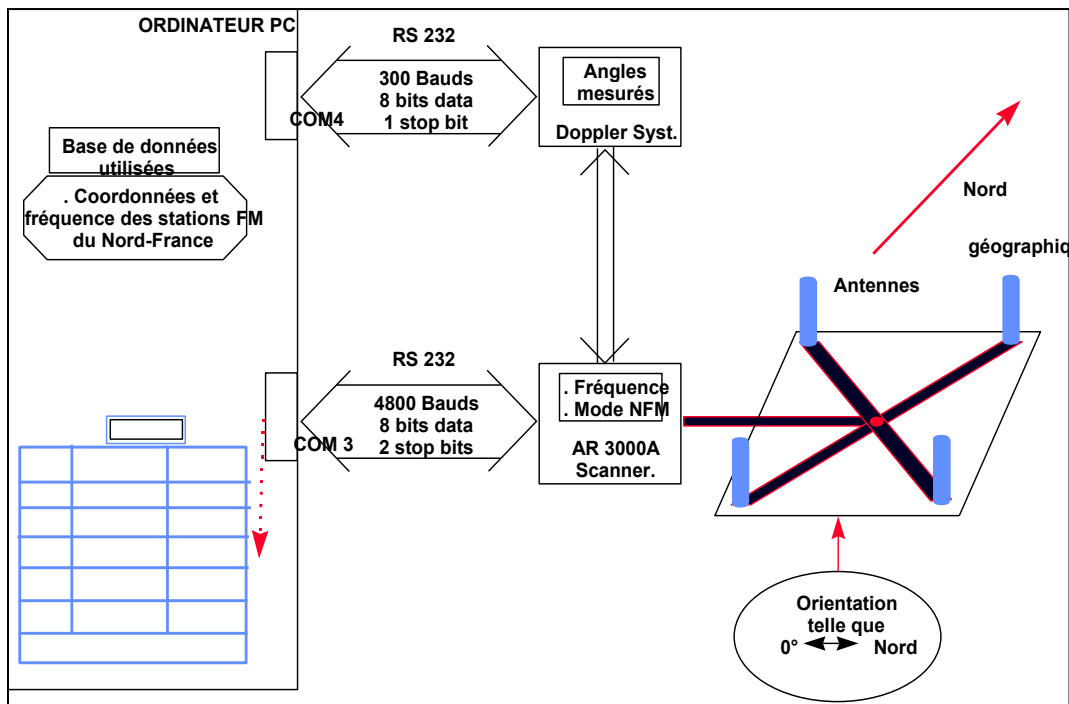 ORDINATEUR PC
RS 232
300 Bauds
8 bits data
1 stop bit
COM4
Angles
mesurés
Doppler Syst.
Base de données
utilisées
. Coordonnées et
fréquence des stations FM
du Nord-France
Nord
géographiq
Antennes
RS 232
4800 Bauds
8 bits data
2 stop bits
COM 3
. Fréquence
. Mode NFM
AR 3000A
Scanner.
Orientation
telle que
0° Nord